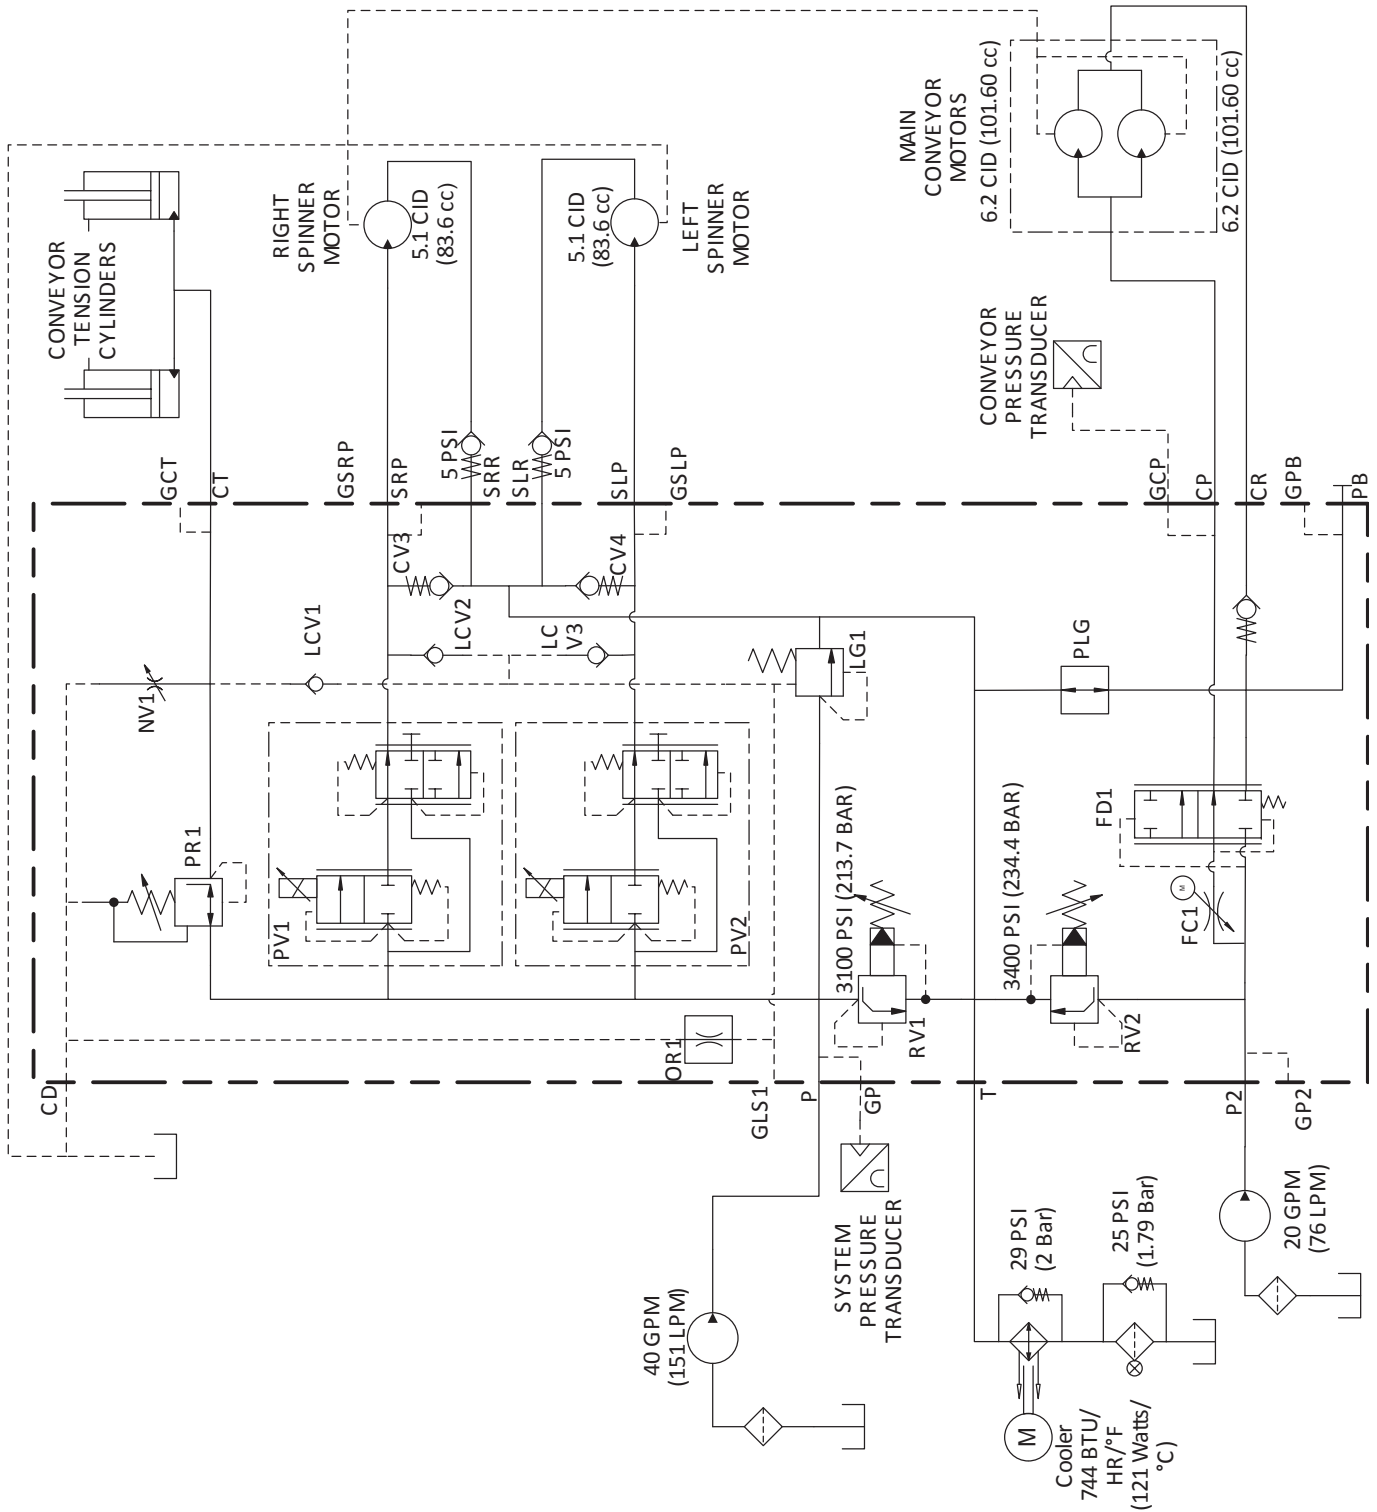 CONVEYOR
TENSION
CYLINDERS
RIGHT
SPINNER
MOTOR
5.1 CID
(83.6 cc)
5.1 CID
(83.6 cc)
LEFT
SPINNER
MOTOR
MAIN
CONVEYOR
MOTORS
6.2 CID (101.60 cc)
6.2 CID (101.60 cc)
CONVEYOR
PRESSURE
TRANSDUCER
GCT
CT
GSRP
SRP
5 PSI
SRR
SLR
5 PSI
SLP
GSLP
GCP
CP
CR
GPB
PB
NV1
LCV1
CV3
LCV2
LC
V3
CV4
LG1
PLG
PR1
PV1
PV2
3100 PSI (213.7 BAR)
RV1
3400 PSI (234.4 BAR)
RV2
FD1
M
FC1
OR1
CD
GLS1
P
GP
T
P2
GP2
SYSTEM
PRESSURE
TRANSDUCER
40 GPM
(151 LPM)
29 PSI
(2 Bar)
25 PSI
(1.79 Bar)
20 GPM
(76 LPM)
M
Cooler
744 BTU/
HR/°F
(121 Watts/
°C)